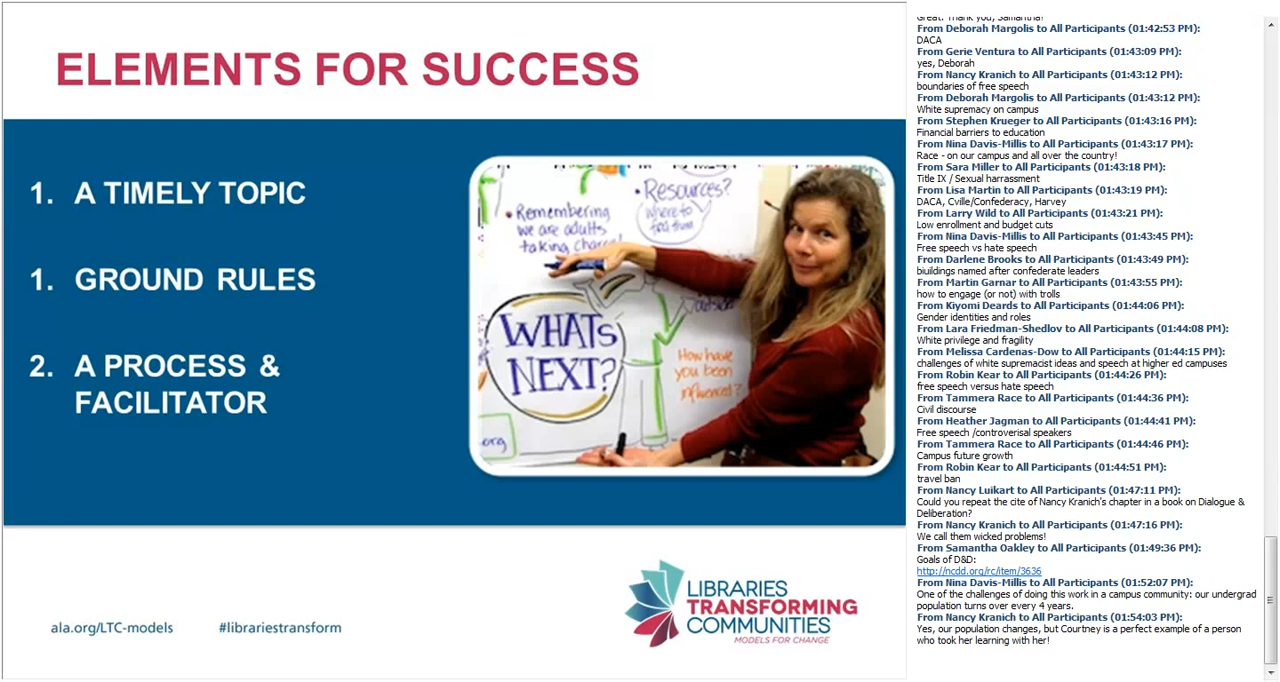 ELEMENTS FOR SUCCESS
1. A TIMELY TOPIC
1. GROUND RULES
2. A PROCESS &
FACILITATOR
• Remembering
we are adults
taking charge!
• Resources?
Where to
find them
outside
WHATS
NEXT?
How have
you been
influenced?
.org
ala.org/LTC-models
#librariestransform
LIBRARIES
TRANSFORMING
COMMUNITIES
MODELS FOR CHANGE
Great. Thank you, Samantha!
From Deborah Margolis to All Participants (01:42:53 PM):
DACA
From Gerie Ventura to All Participants (01:43:09 PM):
yes, Deborah
From Nancy Kranich to All Participants (01:43:12 PM):
boundaries of free speech
From Deborah Margolis to All Participants (01:43:12 PM):
White supremacy on campus
From Stephen Krueger to All Participants (01:43:16 PM):
Financial barriers to education
From Nina Davis-Millis to All Participants (01:43:17 PM):
Race - on our campus and all over the country!
From Sara Miller to All Participants (01:43:18 PM):
Title IX / Sexual harrassment
From Lisa Martin to All Participants (01:43:19 PM):
DACA, Cville/Confederacy, Harvey
From Larry Wild to All Participants (01:43:21 PM):
Low enrollment and budget cuts
From Nina Davis-Millis to All Participants (01:43:45 PM):
Free speech vs hate speech
From Darlene Brooks to All Participants (01:43:49 PM):
biuildings named after confederate leaders
From Martin Garnar to All Participants (01:43:55 PM):
how to engage (or not) with trolls
From Kiyomi Deards to All Participants (01:44:06 PM):
Gender identities and roles
From Lara Friedman-Shedlov to All Participants (01:44:08 PM):
White privilege and fragility
From Melissa Cardenas-Dow to All Participants (01:44:15 PM):
challenges of white supremacist ideas and speech at higher ed campuses
From Robin Kear to All Participants (01:44:26 PM):
free speech versus hate speech
From Tammera Race to All Participants (01:44:36 PM):
Civil discourse
From Heather Jagman to All Participants (01:44:41 PM):
Free speech /controverisal speakers
From Tammera Race to All Participants (01:44:46 PM):
Campus future growth
From Robin Kear to All Participants (01:44:51 PM):
travel ban
From Nancy Luikart to All Participants (01:47:11 PM):
Could you repeat the cite of Nancy Kranich's chapter in a book on Dialogue &
Deliberation?
From Nancy Kranich to All Participants (01:47:16 PM):
We call them wicked problems!
From Samantha Oakley to All Participants (01:49:36 PM):
Goals of D&D:
http://ncdd.org/rc/item/3636
From Nina Davis-Millis to All Participants (01:52:07 PM):
One of the challenges of doing this work in a campus community: our undergrad
population turns over every 4 years.
From Nancy Kranich to All Participants (01:54:03 PM):
Yes, our population changes, but Courtney is a perfect example of a person
who took her learning with her!